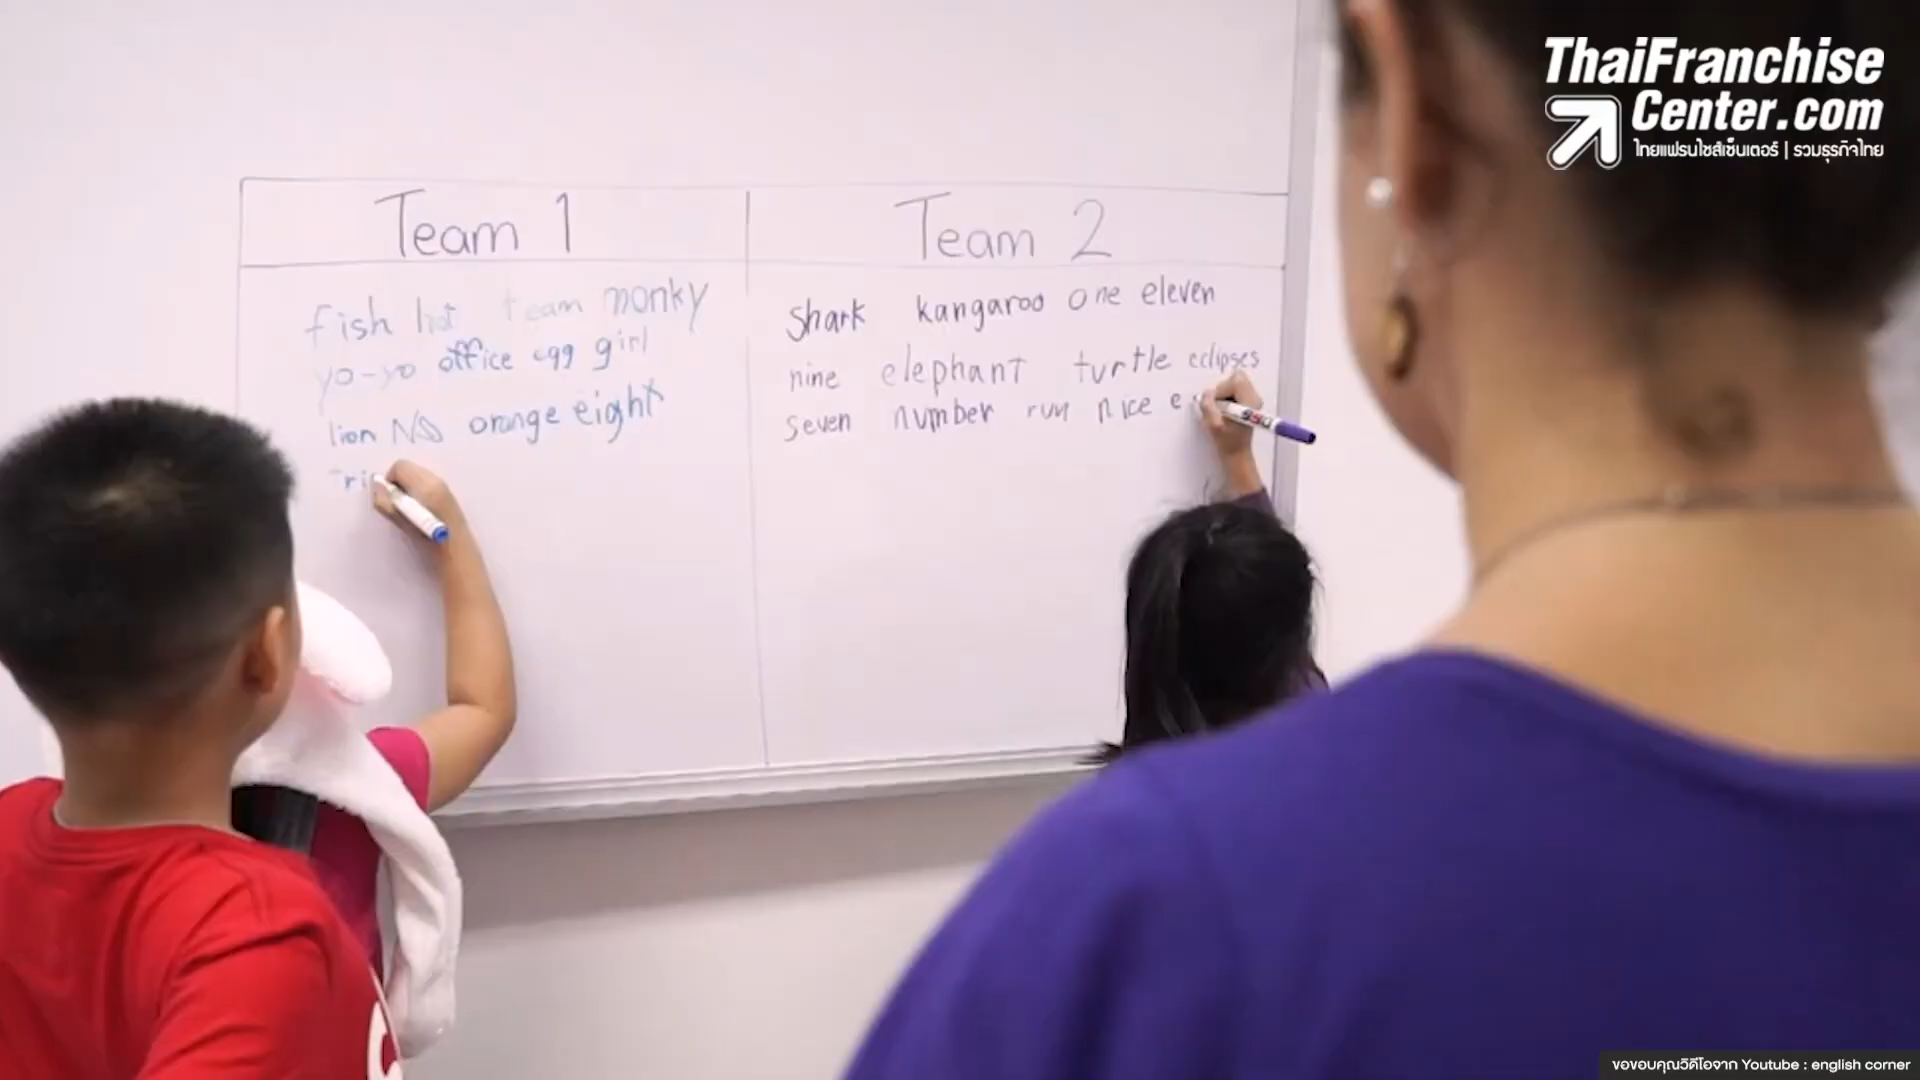 ThaiFranchise
Center.com
ไทยแฟรนไชส์เซ็นเตอร์ | รวมธุรกิจไทย
Team 1
fish hot team monky
yo-yo office egg girl
lion NO orange eight
Team 2
shark kangaroo one eleven
nine elephant turtle eclipses
seven number run nice
ขอขอบคุณวิดีโอจาก Youtube : english corner